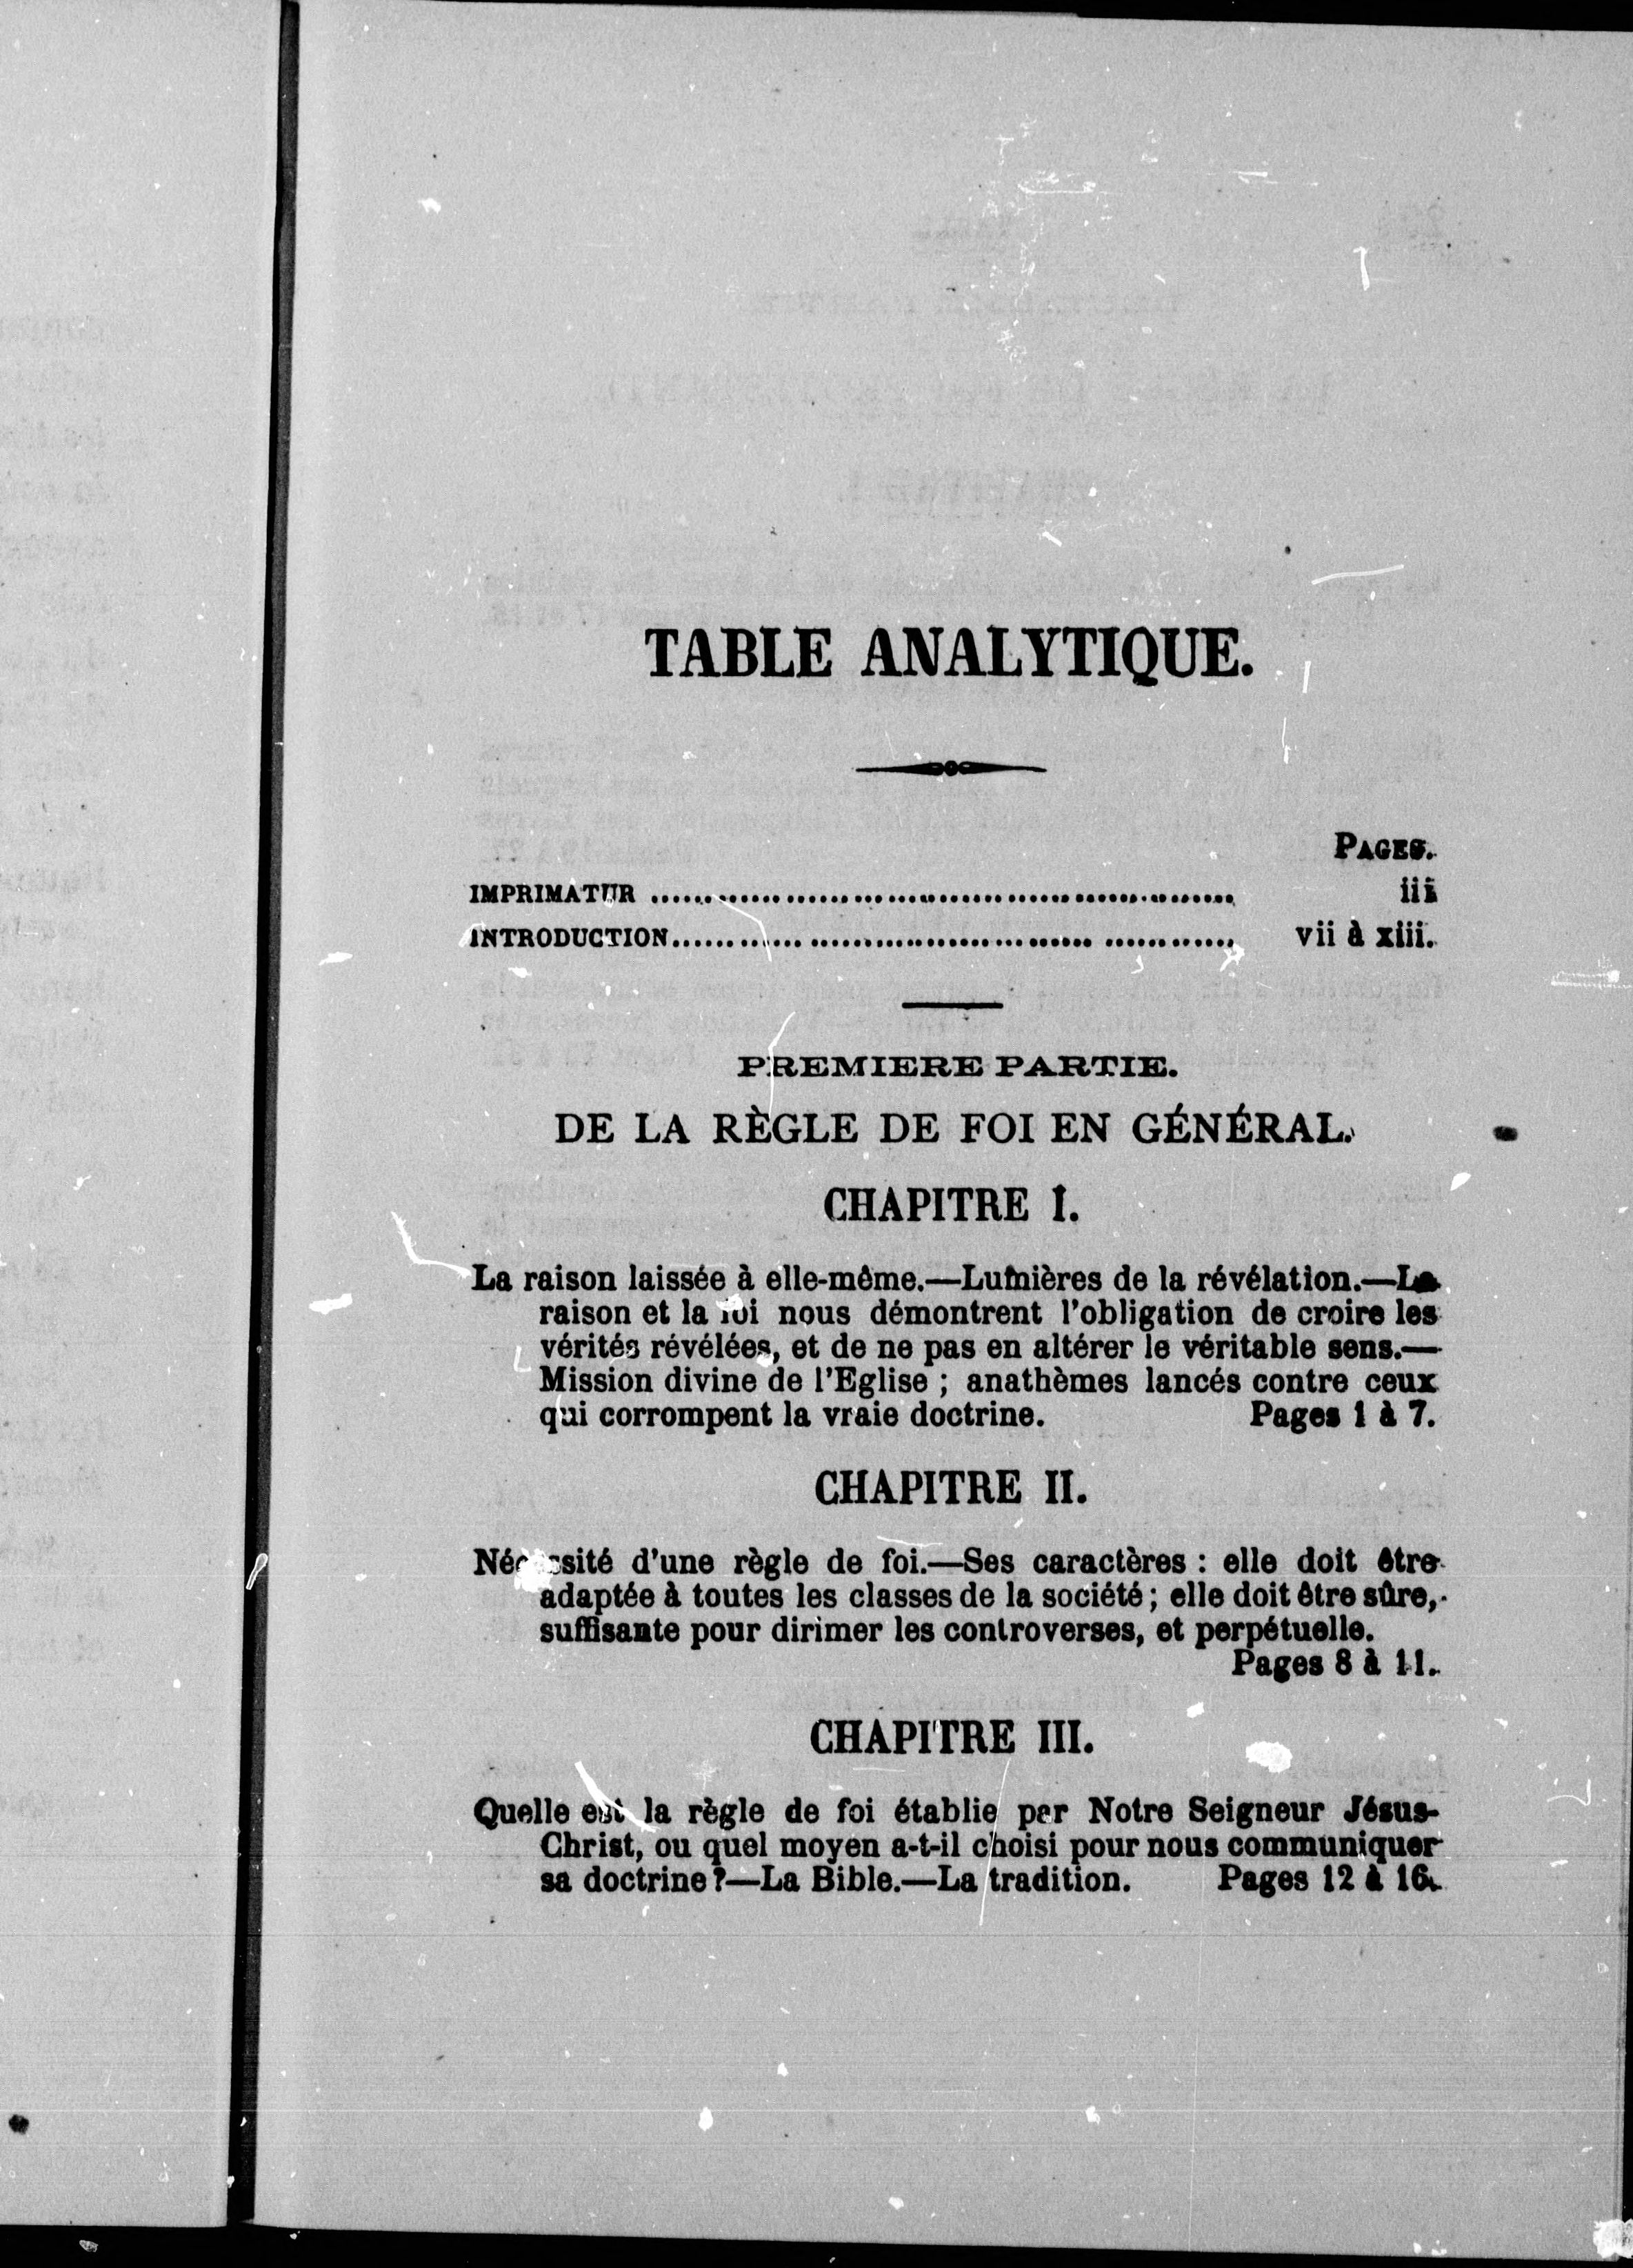 TABLE ANALYTIQUE.
PAGES.
IMPRIMATUR ........................................................ iii
INTRODUCTION........................................................ vii à xiii.
PREMIERE PARTIE.
DE LA RÈGLE DE FOI EN GÉNÉRAL.
CHAPITRE I.
La raison laissée à elle-même.—Lumières de la révélation.—La
raison et la foi nous démontrent l'obligation de croire les
vérités révélées, et de ne pas en altérer le véritable sens.—
Mission divine de l'Eglise ; anathèmes lancés contre ceux
qui corrompent la vraie doctrine. Pages 1 à 7.
CHAPITRE II.
Nécessité d'une règle de foi.—Ses caractères : elle doit être
adaptée à toutes les classes de la société ; elle doit être sûre,
suffisante pour dirimer les controverses, et perpétuelle.
Pages 8 à 11.
CHAPITRE III.
Quelle est la règle de foi établie par Notre Seigneur Jésus-
Christ, ou quel moyen a-t-il choisi pour nous communiquer
sa doctrine ?—La Bible.—La tradition. Pages 12 à 16.